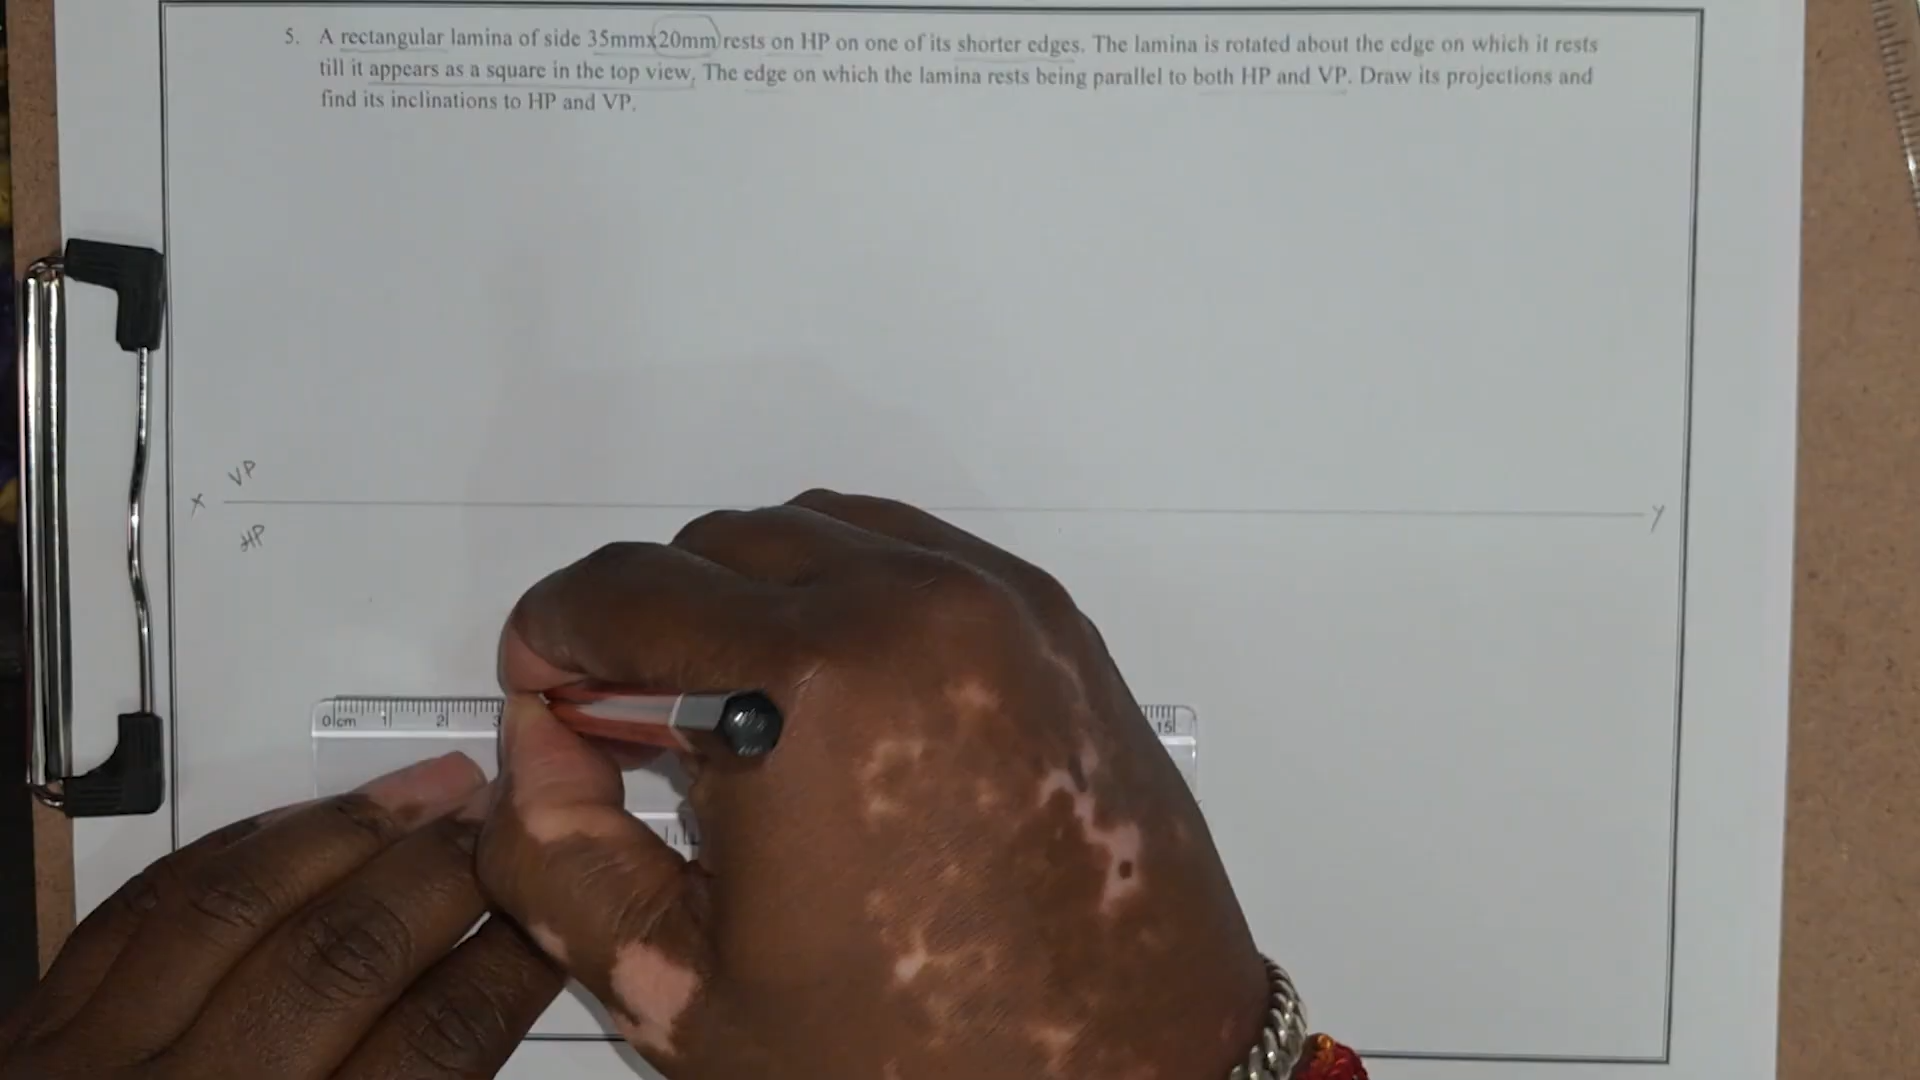 5. A rectangular lamina of side 35mmx20mm rests on HP on one of its shorter edges. The lamina is rotated about the edge on which it rests
till it appears as a square in the top view, The edge on which the lamina rests being parallel to both HP and VP. Draw its projections and
find its inclinations to HP and VP.
VP
X Y
HP
0 cm 1 2 3 15